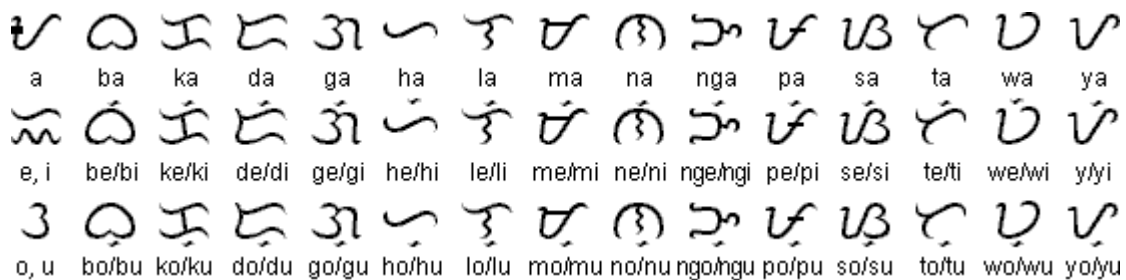 ᜀ ᜊ ᜃ ᜇ ᜄ ᜑ ᜎ ᜋ ᜈ ᜅ ᜉ ᜐ ᜆ ᜏ ᜌ
a ba ka da ga ha la ma na nga pa sa ta wa ya
ᜁ ᜊᜒ ᜃᜒ ᜇᜒ ᜄᜒ ᜑᜒ ᜎᜒ ᜋᜒ ᜈᜒ ᜅᜒ ᜉᜒ ᜐᜒ ᜆᜒ ᜏᜒ ᜌᜒ
e, i be/bi ke/ki de/di ge/gi he/hi le/li me/mi ne/ni nge/ngi pe/pi se/si te/ti we/wi y/yi
ᜂ ᜊᜓ ᜃᜓ ᜇᜓ ᜄᜓ ᜑᜓ ᜎᜓ ᜋᜓ ᜈᜓ ᜅᜓ ᜉᜓ ᜐᜓ ᜆᜓ ᜏᜓ ᜌᜓ
o, u bo/bu ko/ku do/du go/gu ho/hu lo/lu mo/mu no/nu ngo/ngu po/pu so/su to/tu wo/wu yo/yu